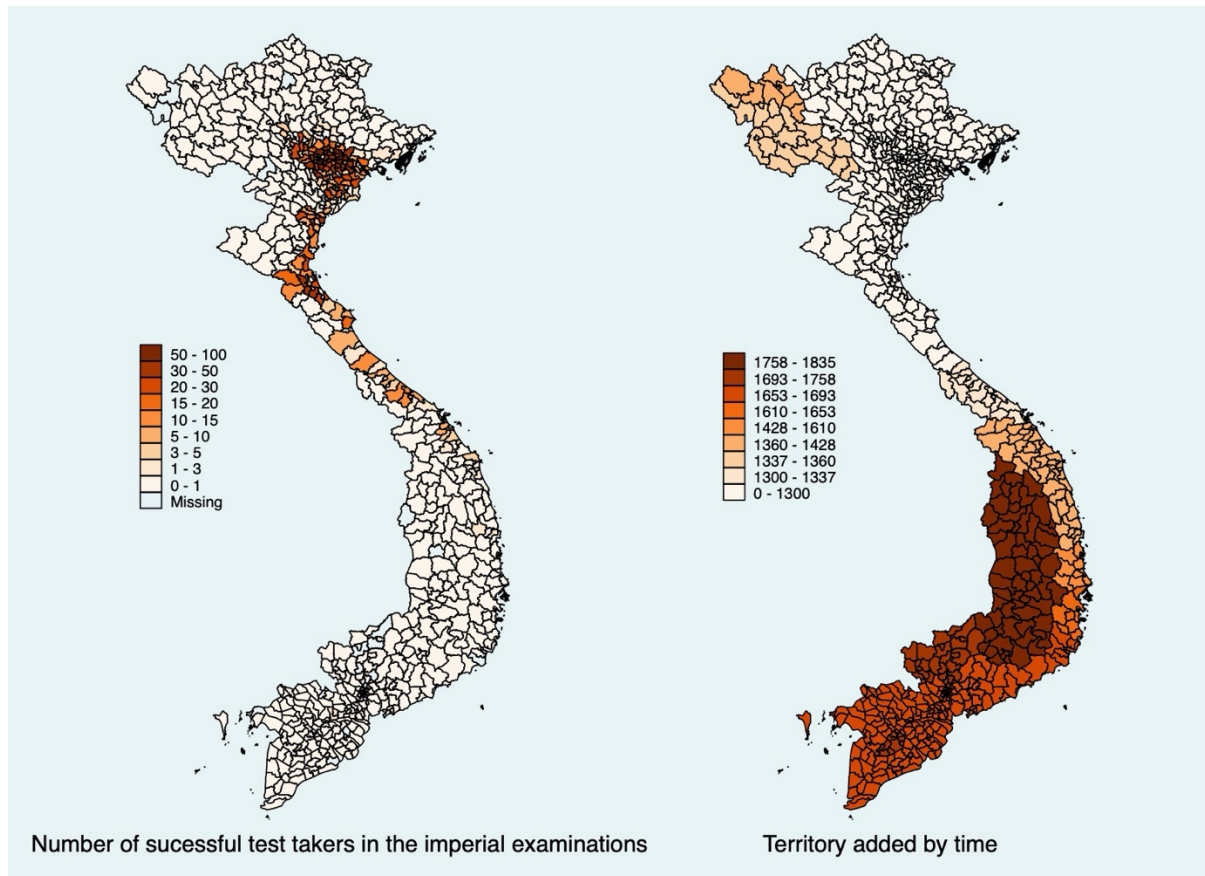 50 - 100
30 - 50
20 - 30
15 - 20
10 - 15
5 - 10
3 - 5
1 - 3
0 - 1
Missing
Number of sucessful test takers in the imperial examinations
1758 - 1835
1693 - 1758
1653 - 1693
1610 - 1653
1428 - 1610
1360 - 1428
1337 - 1360
1300 - 1337
0 - 1300
Territory added by time